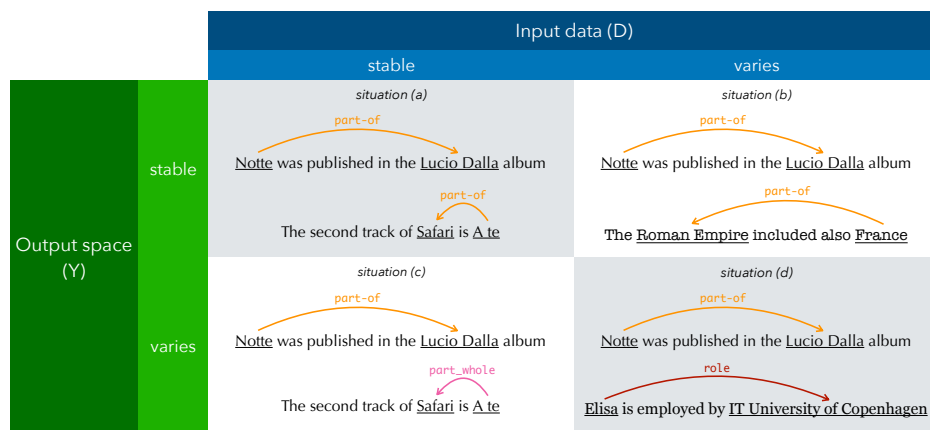 Input data (D)
stable
varies
Output space
(Y)
stable
situation (a)
part-of
Notte was published in the Lucio Dalla album
part-of
The second track of Safari is A te
situation (b)
part-of
Notte was published in the Lucio Dalla album
part-of
The Roman Empire included also France
varies
situation (c)
part-of
Notte was published in the Lucio Dalla album
part_whole
The second track of Safari is A te
situation (d)
part-of
Notte was published in the Lucio Dalla album
role
Elisa is employed by IT University of Copenhagen